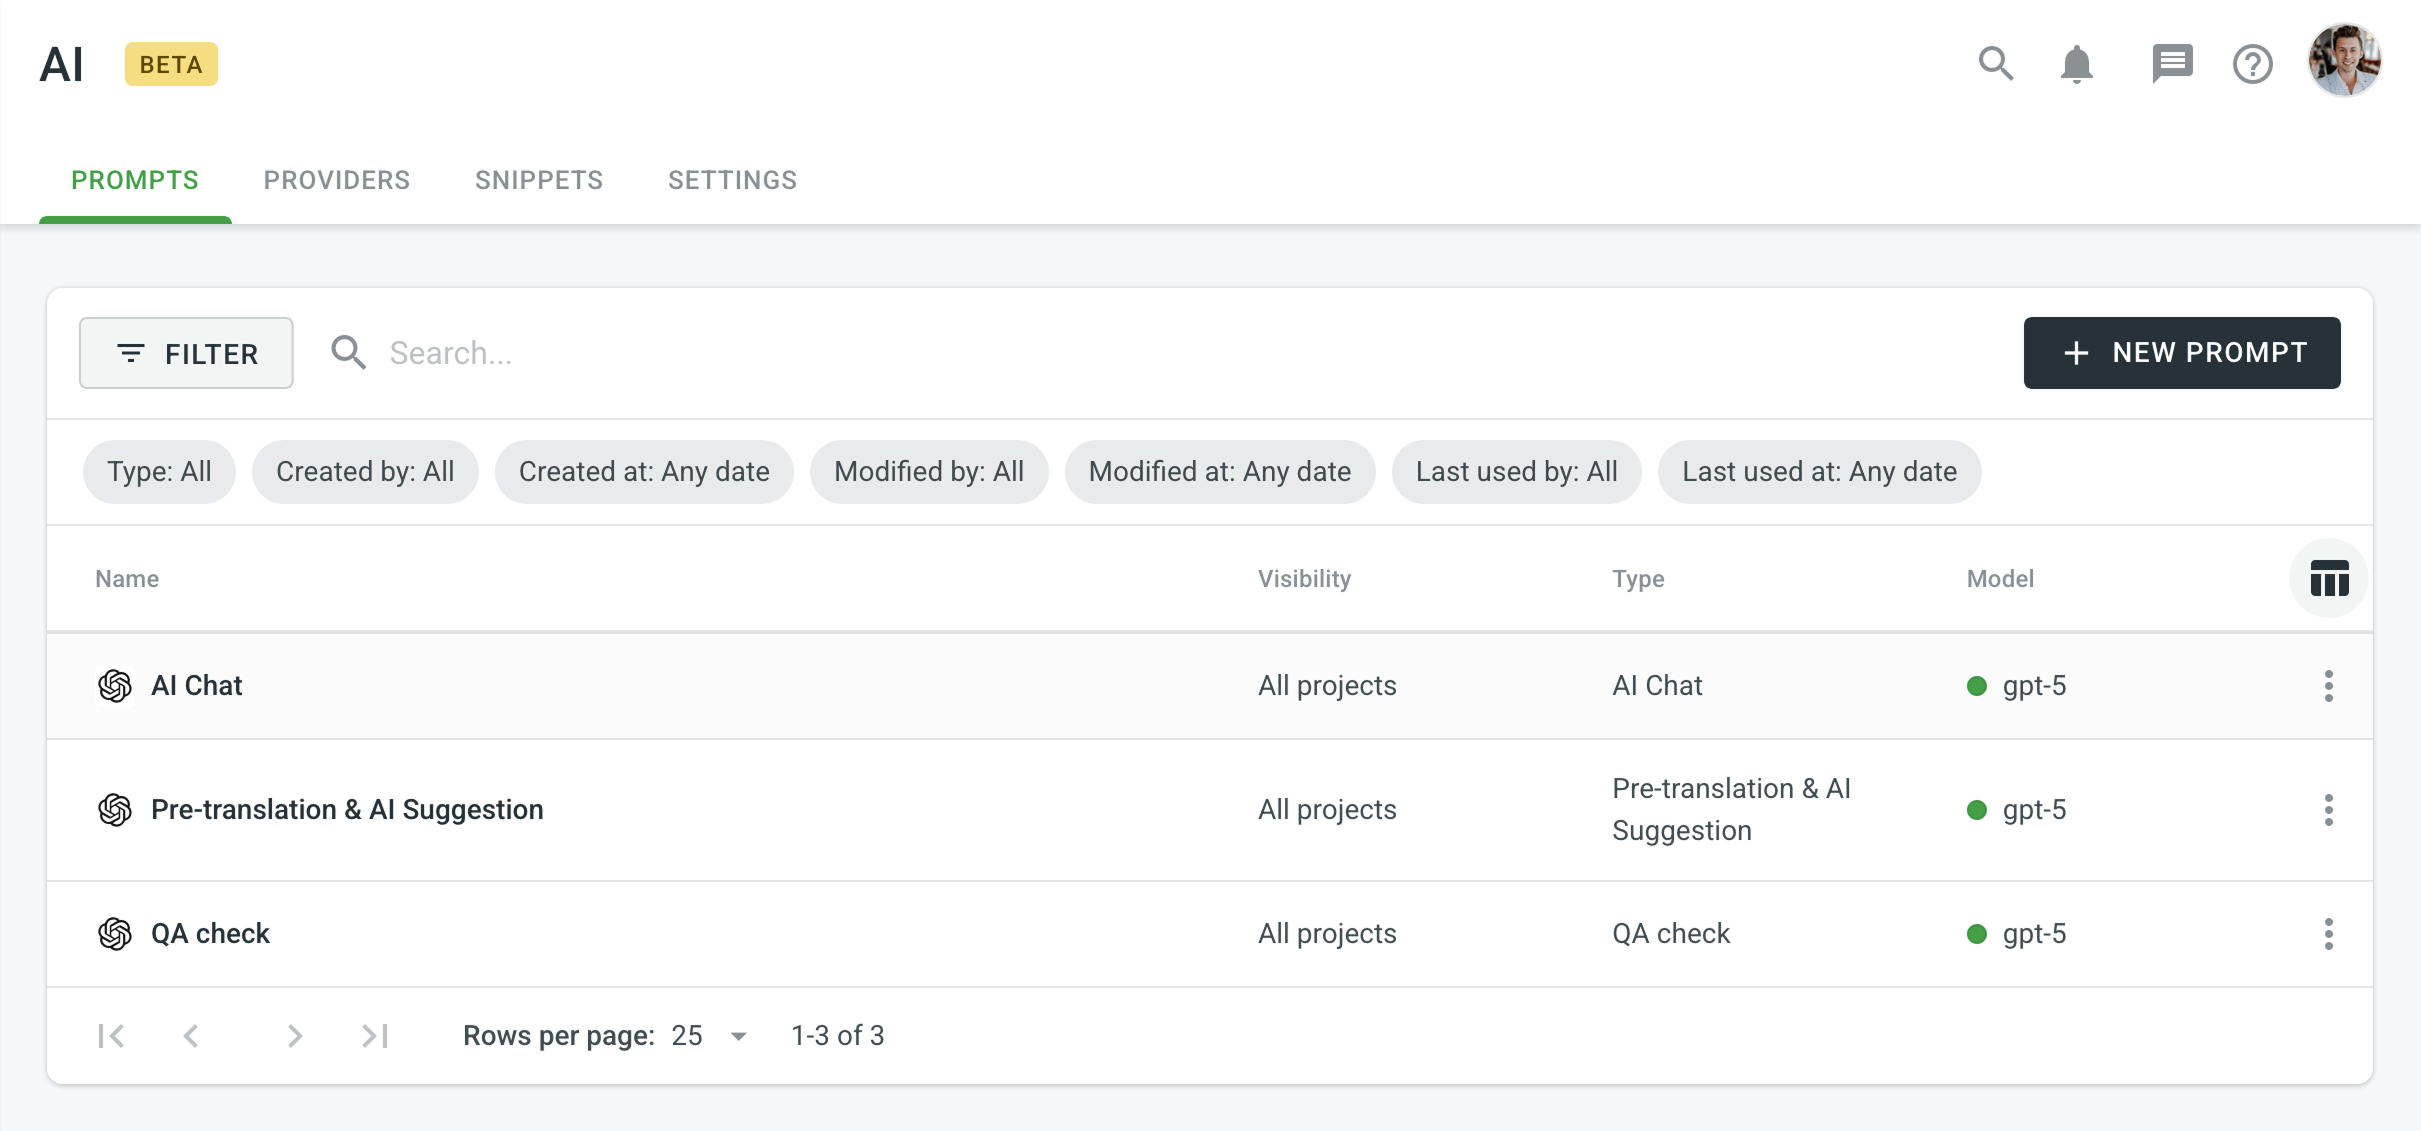 AI
BETA
PROMPTS
PROVIDERS
SNIPPETS
SETTINGS
FILTER
Search...
NEW PROMPT
Type: All
Created by: All
Created at: Any date
Modified by: All
Modified at: Any date
Last used by: All
Last used at: Any date
Name
Visibility
Type
Model
AI Chat
All projects
AI Chat
gpt-5
Pre-translation & AI Suggestion
All projects
Pre-translation & AI
Suggestion
gpt-5
QA check
All projects
QA check
gpt-5
Rows per page: 25
1-3 of 3